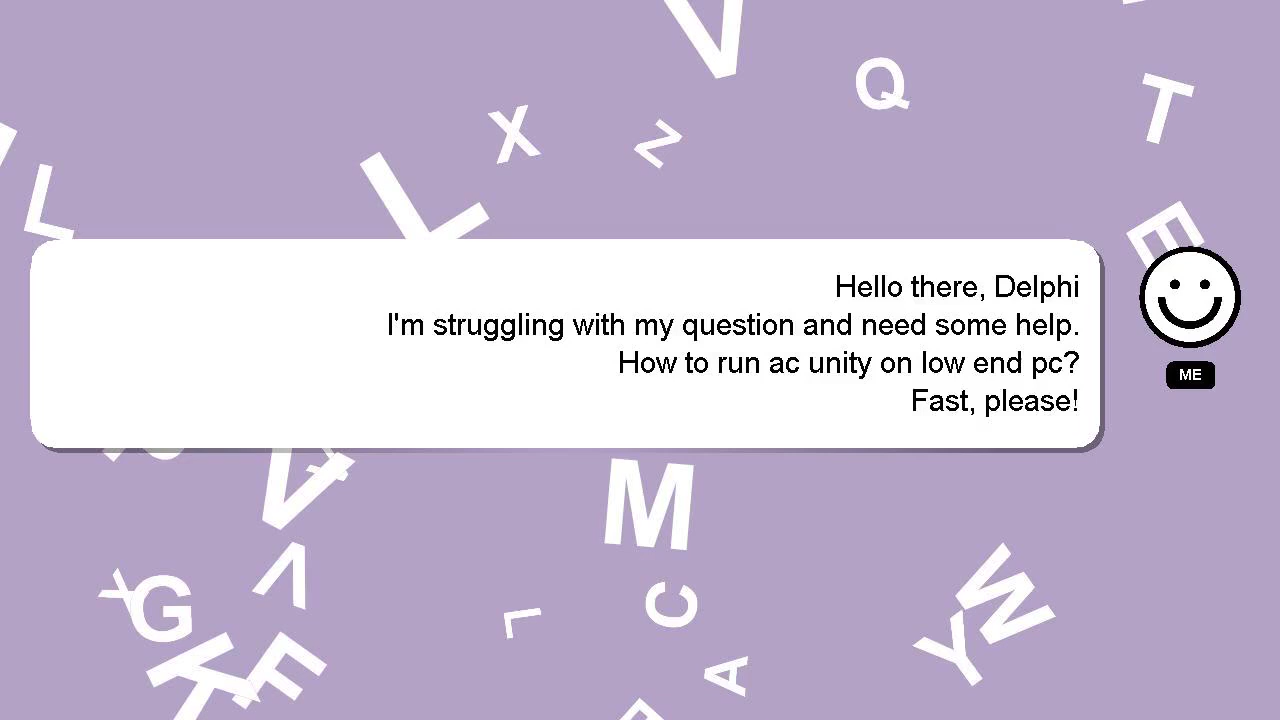 V
Q
T
X
Z
L
L
E
Hello there, Delphi
I'm struggling with my question and need some help.
How to run ac unity on low end pc?
Fast, please!
ME
V
M
V
X
G
L
C
W
Y
K
F
A